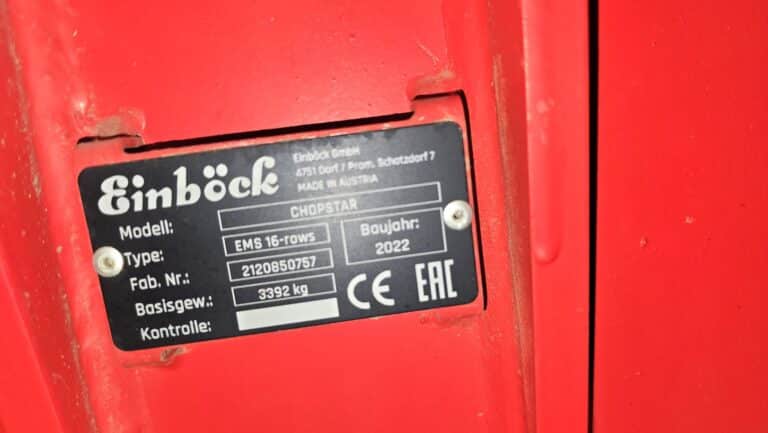 Einböck
Einböck GmbH
4751 Dorf / Pram, Schatzdorf 7
MADE IN AUSTRIA
Modell: CHOPSTAR
Type: EMS 16-rows
Baujahr: 2022
Fab. Nr.: 2120850757
Basisgew.: 3392 kg
Kontrolle:
CE EAC